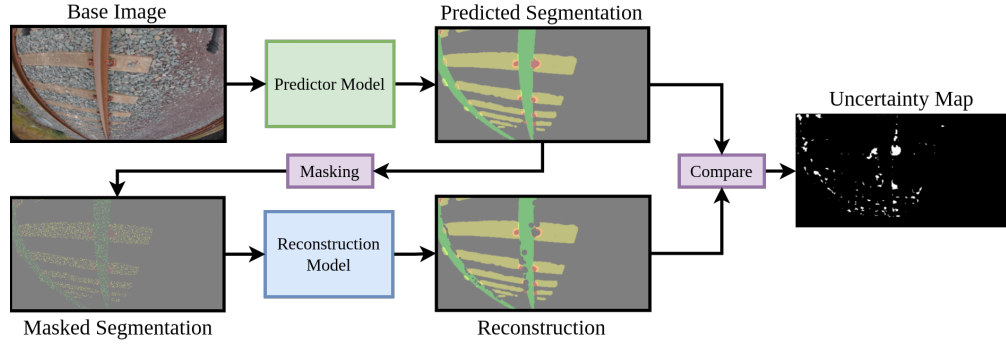 Base Image
Predicted Segmentation
Predictor Model
Uncertainty Map
Masking
Compare
Reconstruction
Model
Masked Segmentation
Reconstruction